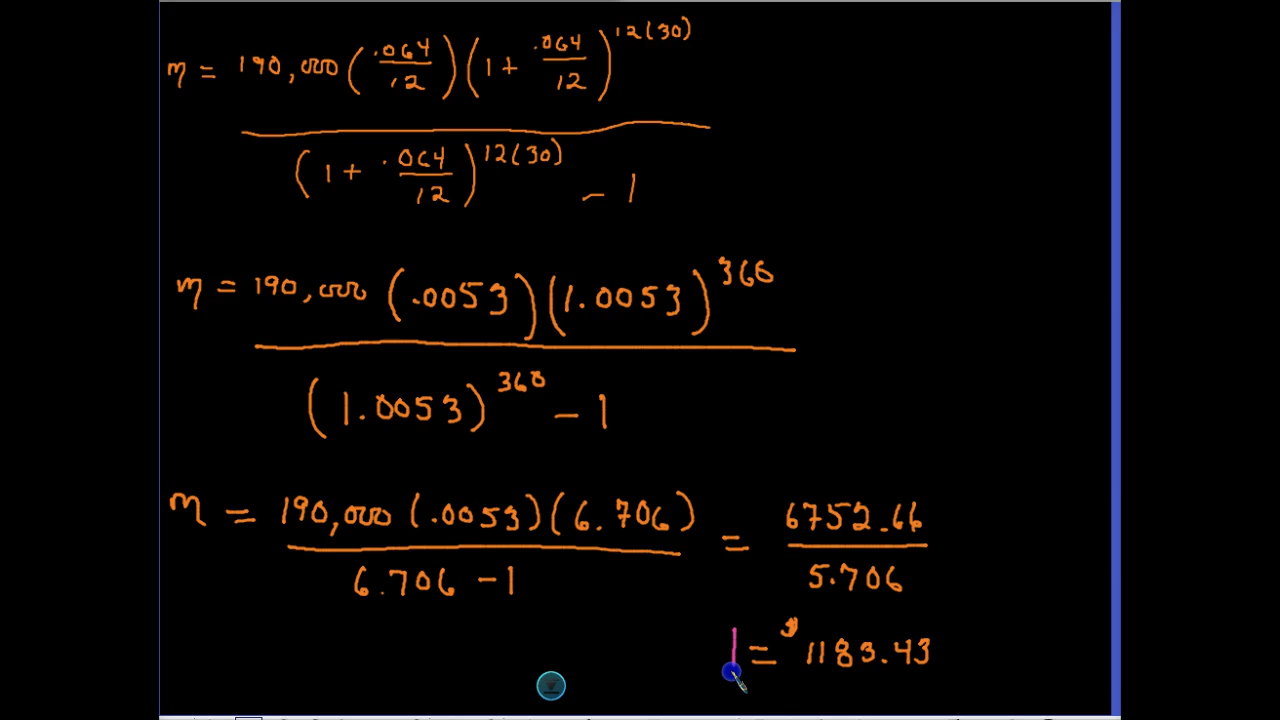 m = 190,000 (.064/12)(1 + .064/12)^12(30)
(1 + .064/12)^12(30) - 1
m = 190,000 (.0053)(1.0053)^360
(1.0053)^360 - 1
m = 190,000 (.0053)(6.706) = 6752.66
6.706 - 1 5.706
= $1183.43